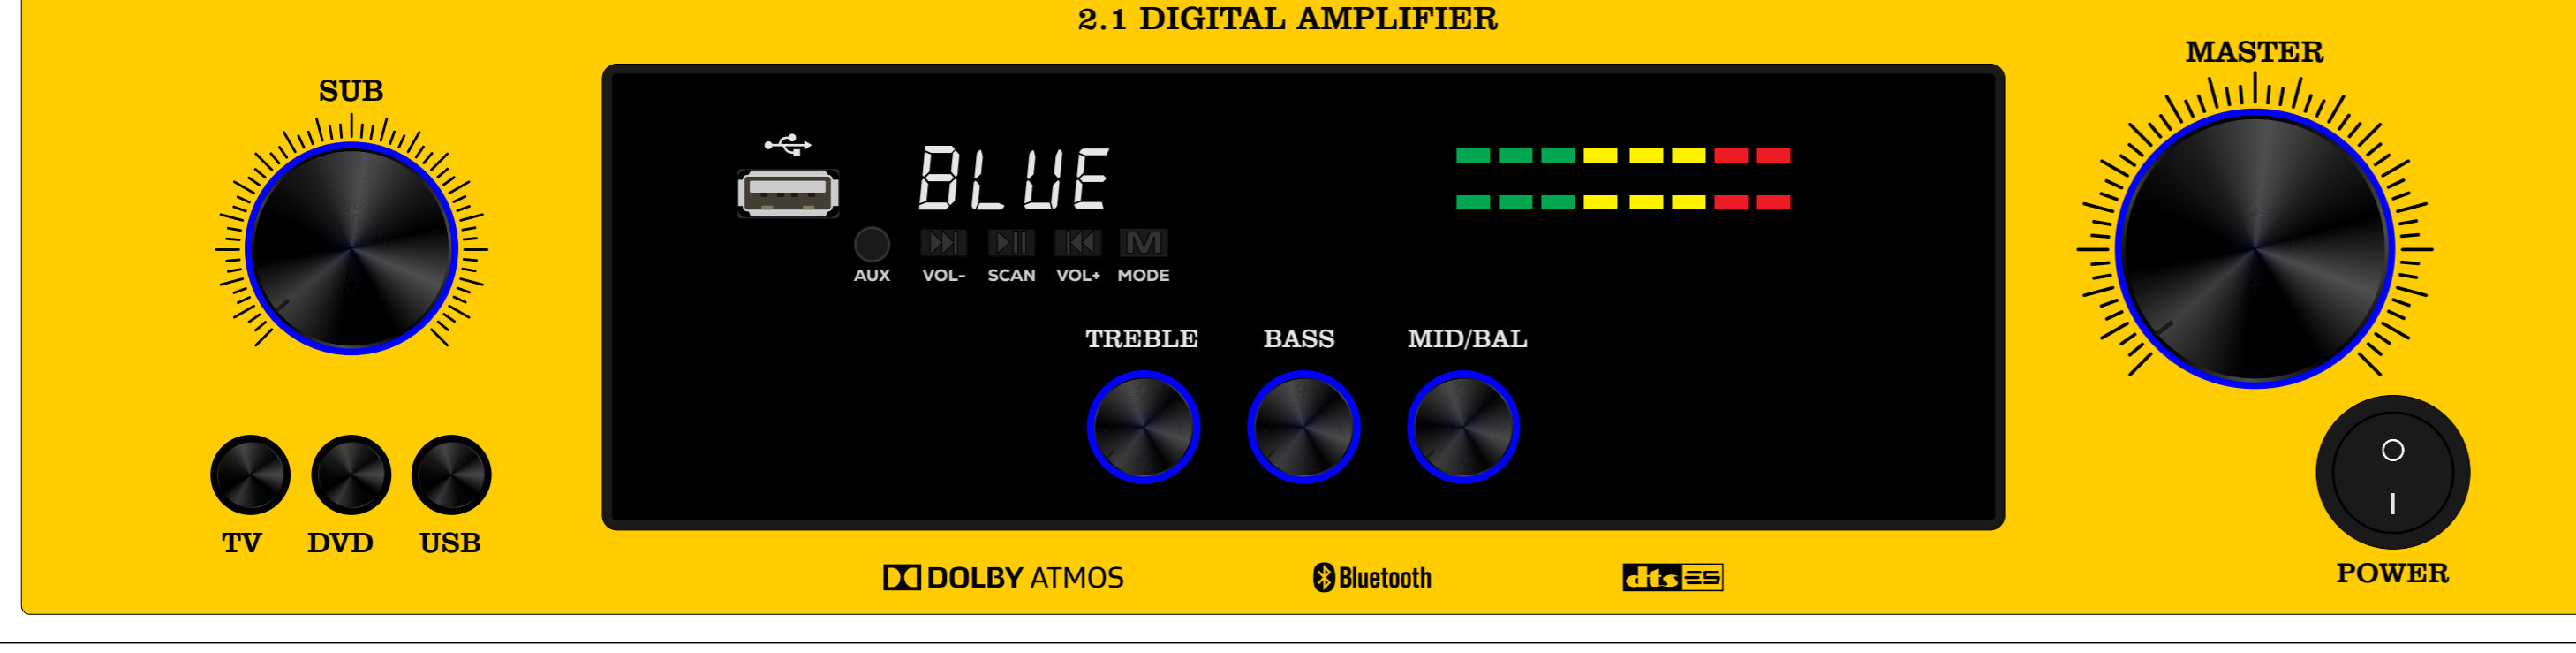 2.1 DIGITAL AMPLIFIER
SUB
MASTER
BLUE
M
AUX VOL- SCAN VOL+ MODE
TREBLE BASS MID/BAL
TV DVD USB
POWER
DOLBY ATMOS
Bluetooth
dts ES